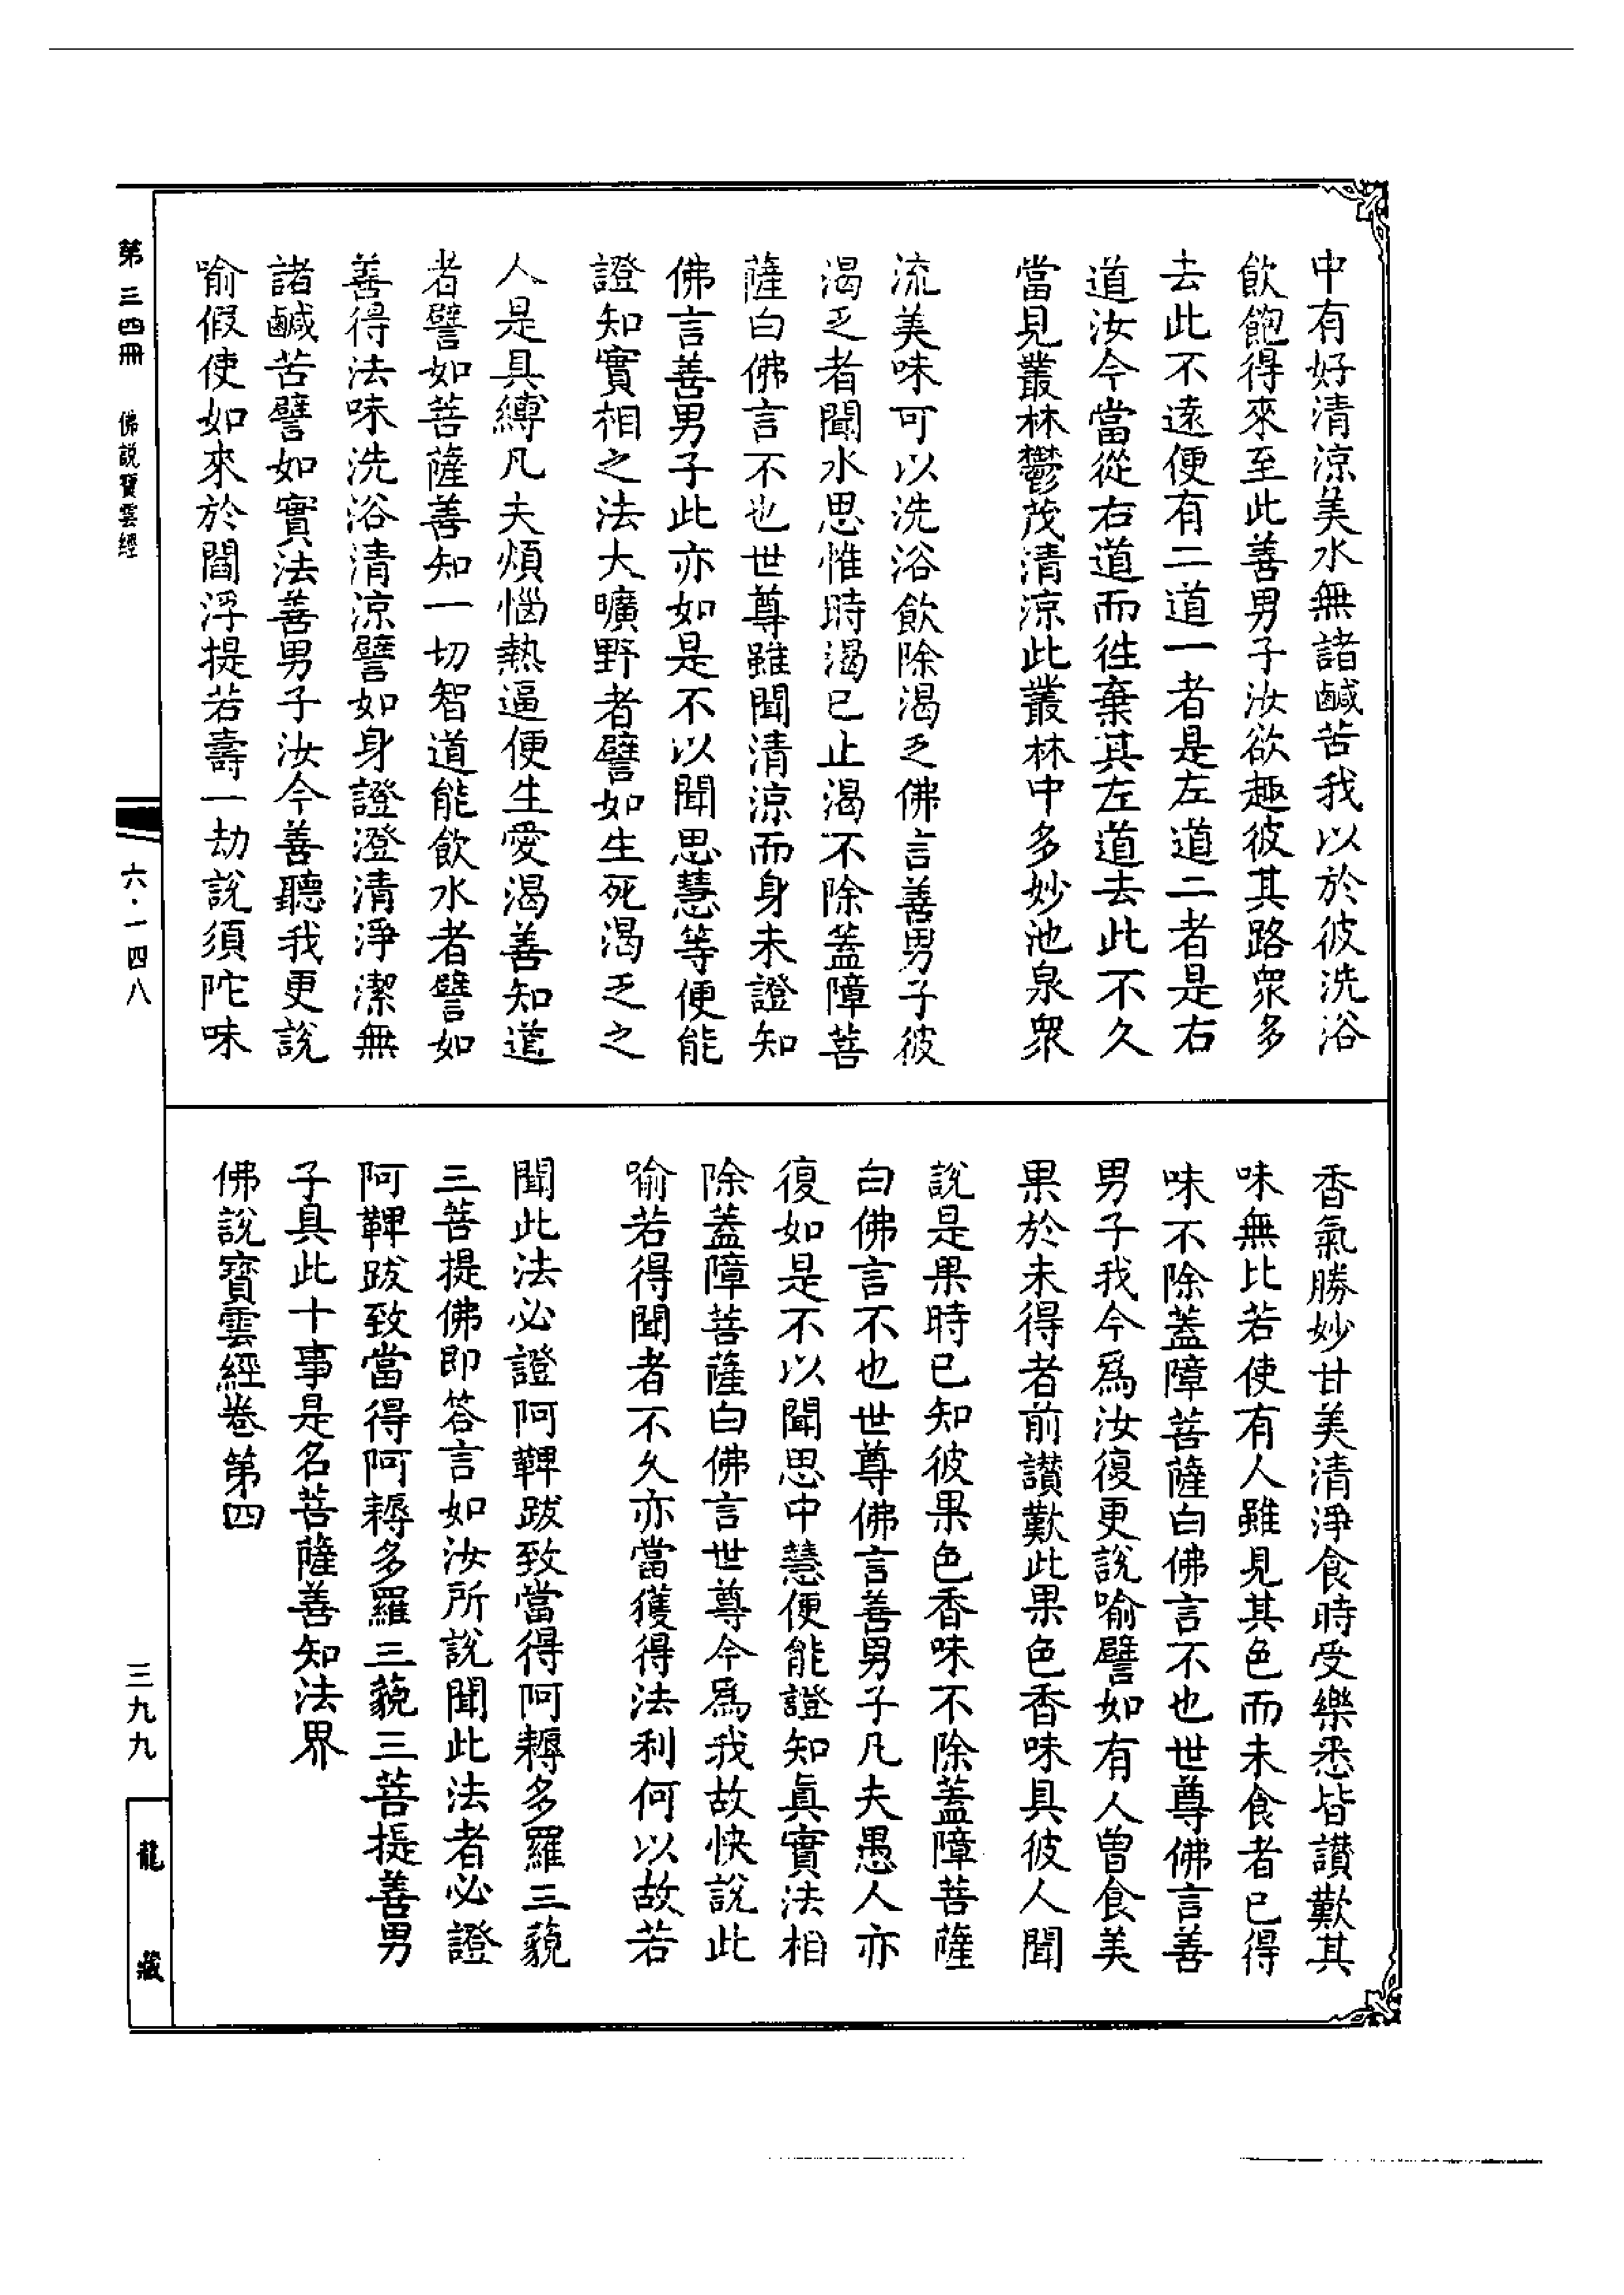 中有好清涼美水無諸鹹苦我以於彼洗浴
飲飽得來至此善男子汝欲趣彼其路衆多
去此不遠便有二道一者是左道二者是右
道汝今當從右道而往棄其左道去此不久
當見叢林鬱茂清涼此叢林中多妙池泉衆
流美味可以洗浴飲除渴乏佛言善男子彼
渴乏者聞水思惟時渴已止渴不除蓋障菩
薩白佛言不也世尊雖聞清涼而身未證知
佛言善男子此亦如是不以聞思慧等便能
證知實相之法大曠野者譬如生死渴乏之
人是具縛凡夫煩惱熱逼便生愛渴善知道
者譬如菩薩善知一切智道能飲水者譬如
善得法味洗浴清涼譬如身證澄清淨潔無
諸鹹苦譬如實法善男子汝今善聽我更說
喻假使如來於閻浮提若壽一劫說須陀味
香氣勝妙甘美清淨食時受樂悉皆讃歎其
味無比若使有人雖見其色而未食者已得
味不除蓋障菩薩白佛言不也世尊佛言善
男子我今爲汝復更說喻譬如有人曾食美
果於未得者前讃歎此果色香味具彼人聞
說是果時已知彼果色香味不除蓋障菩薩
白佛言不也世尊佛言善男子凡夫愚人亦
復如是不以聞思中慧便能證知眞實法相
除蓋障菩薩白佛言世尊今爲我故快說此
喻若得聞者不久亦當獲得法利何以故若
聞此法必證阿鞞跋致當得阿耨多羅三藐
三菩提佛即答言如汝所說聞此法者必證
阿鞞跋致當得阿耨多羅三藐三菩提善男
子具此十事是名菩薩善知法界
佛說寶雲經卷第四
第三四冊 佛說寶雲經
六·一四八
三九九
龍藏